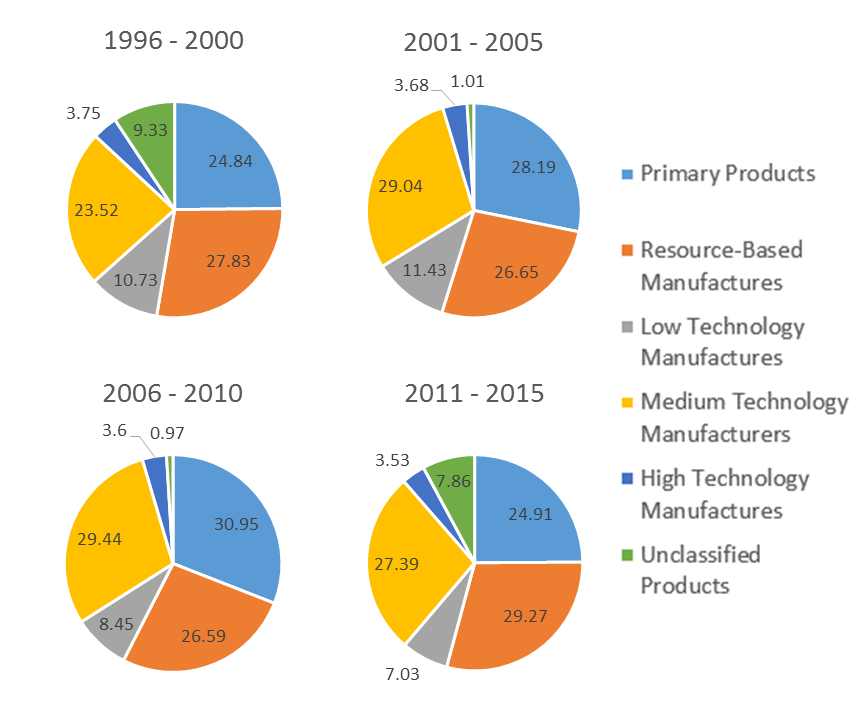 1996 - 2000
3.75
9.33
24.84
23.52
10.73
27.83
2001 - 2005
3.68
1.01
28.19
29.04
11.43
26.65
2006 - 2010
3.6
0.97
30.95
29.44
8.45
26.59
2011 - 2015
3.53
7.86
24.91
27.39
29.27
7.03
Primary Products
Resource-Based
Manufactures
Low Technology
Manufactures
Medium Technology
Manufacturers
High Technology
Manufactures
Unclassified
Products